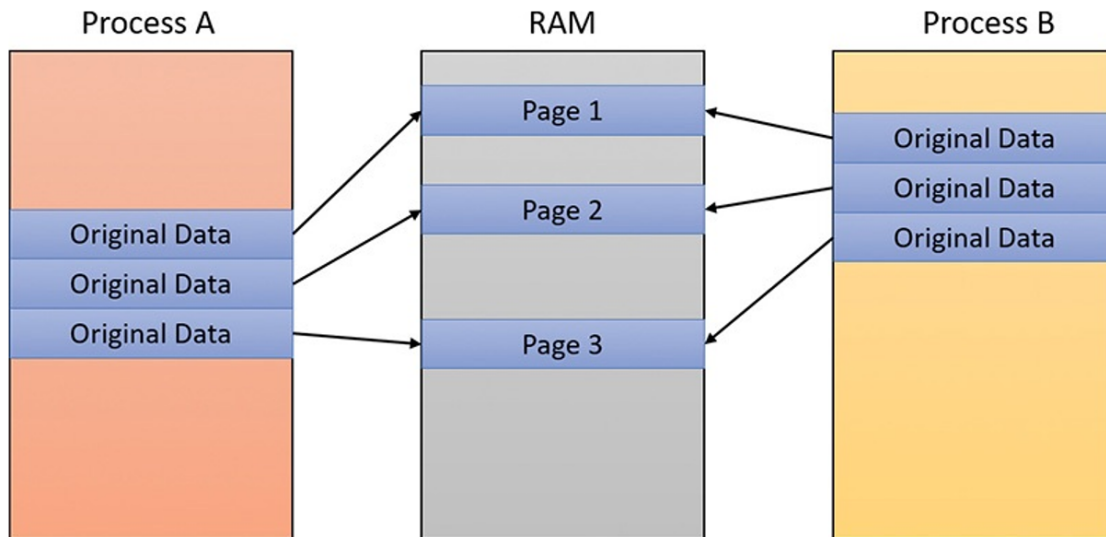 Process A
RAM
Process B
Page 1
Original Data
Original Data
Page 2
Original Data
Original Data
Original Data
Original Data
Page 3